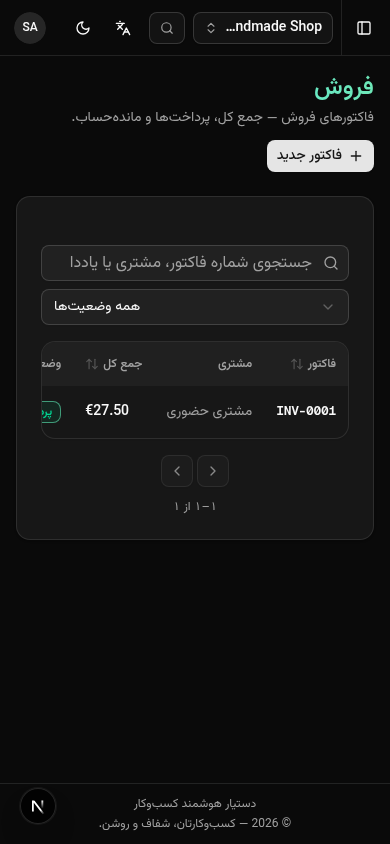 …ndmade Shop
SA
فروش
فاکتورهای فروش — جمع کل، پرداخت‌ها و مانده‌حساب.
فاکتور جدید
جستجوی شماره فاکتور، مشتری یا یاددا
همه وضعیت‌ها
فاکتور مشتری جمع کل وضع
INV-0001 مشتری حضوری €27.50 پرد
۱–۱ از ۱
دستیار هوشمند کسب‌وکار
© 2026 — کسب‌وکارتان، شفاف و روشن.
N